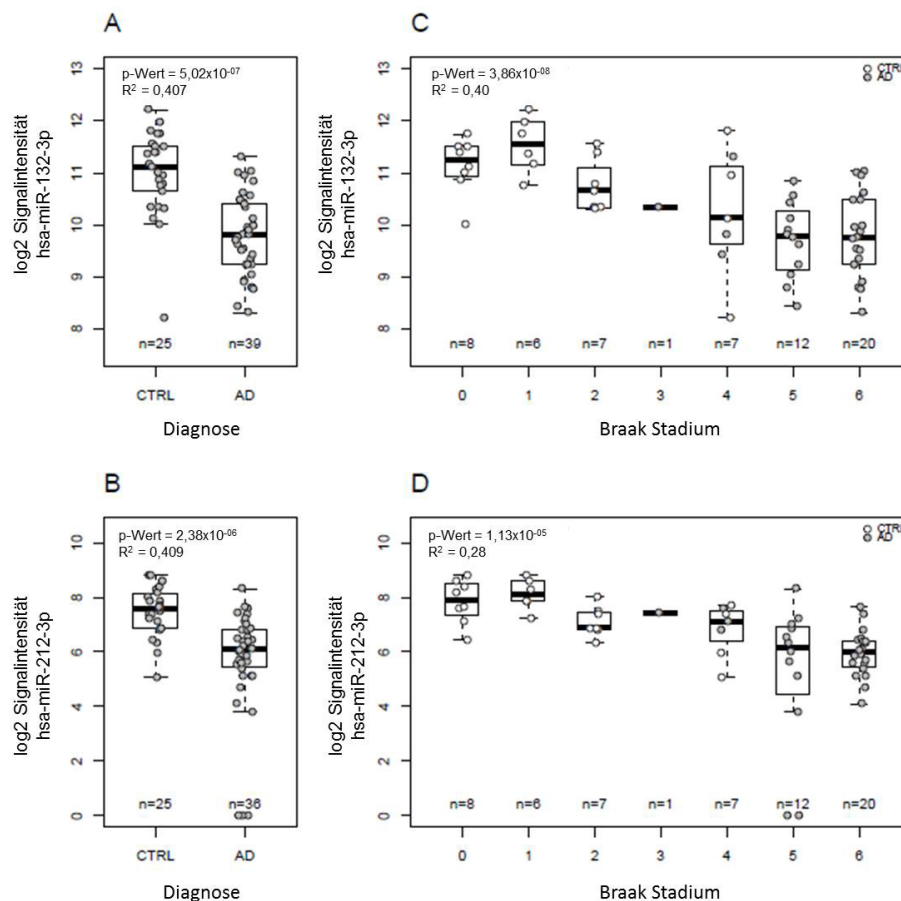 A
p-Wert = 5,02x10⁻⁰⁷
R² = 0,407
13
12
11
10
9
8
log2 Signalintensität
hsa-miR-132-3p
n=25
n=39
CTRL
AD
Diagnose
C
p-Wert = 3,86x10⁻⁰⁸
R² = 0,40
CTRL
AD
13
12
11
10
9
8
log2 Signalintensität
hsa-miR-132-3p
n=8
n=6
n=7
n=1
n=7
n=12
n=20
0
1
2
3
4
5
6
Braak Stadium
B
p-Wert = 2,38x10⁻⁰⁶
R² = 0,409
10
8
6
4
2
0
log2 Signalintensität
hsa-miR-212-3p
n=25
n=36
CTRL
AD
Diagnose
D
p-Wert = 1,13x10⁻⁰⁵
R² = 0,28
CTRL
AD
10
8
6
4
2
0
log2 Signalintensität
hsa-miR-212-3p
n=8
n=6
n=7
n=1
n=7
n=12
n=20
0
1
2
3
4
5
6
Braak Stadium